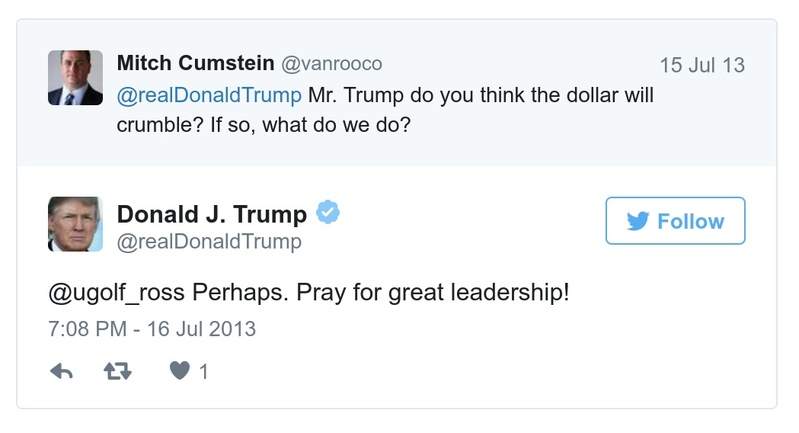 Mitch Cumstein @vanrooco 15 Jul 13
@realDonaldTrump Mr. Trump do you think the dollar will
crumble? If so, what do we do?
Donald J. Trump
@realDonaldTrump
Follow
@ugolf_ross Perhaps. Pray for great leadership!
7:08 PM - 16 Jul 2013
1